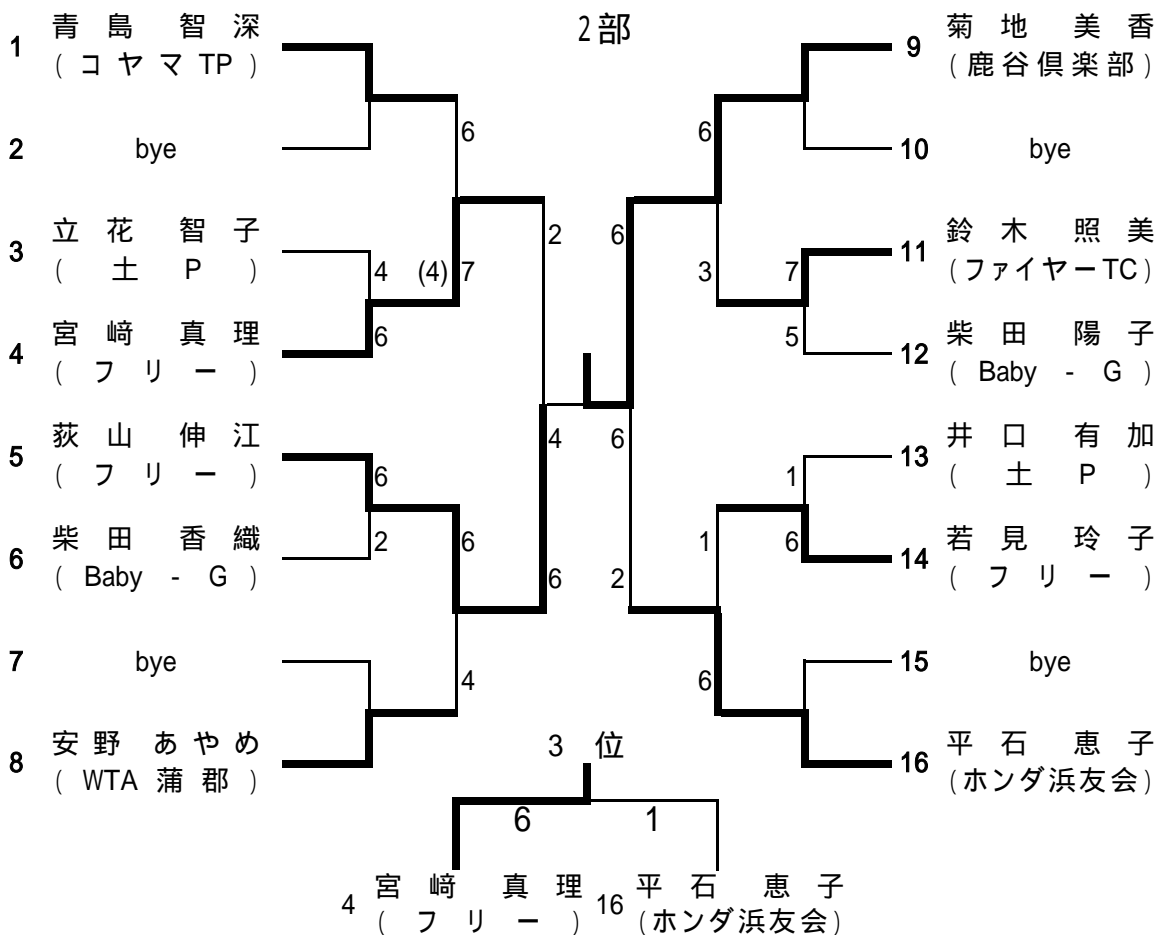 2部
1 青島 智深
(コヤマTP)
2 bye
6
3 立花 智子
(土P)
4 (4) 7
2
4 宮﨑 真理
(フリー)
6
5 荻山 伸江
(フリー)
6
4
6 柴田 香織
(Baby-G)
2
6
6
7 bye
4
8 安野 あやめ
(WTA蒲郡)
9 菊地 美香
(鹿谷倶楽部)
6
10 bye
6
11 鈴木 照美
(ファイヤーTC)
3 7
5
12 柴田 陽子
(Baby-G)
6
13 井口 有加
(土P)
1
1 6
14 若見 玲子
(フリー)
2
15 bye
6
16 平石 恵子
(ホンダ浜友会)
3位
6 1
4 宮﨑 真理
(フリー)
16 平石 恵子
(ホンダ浜友会)